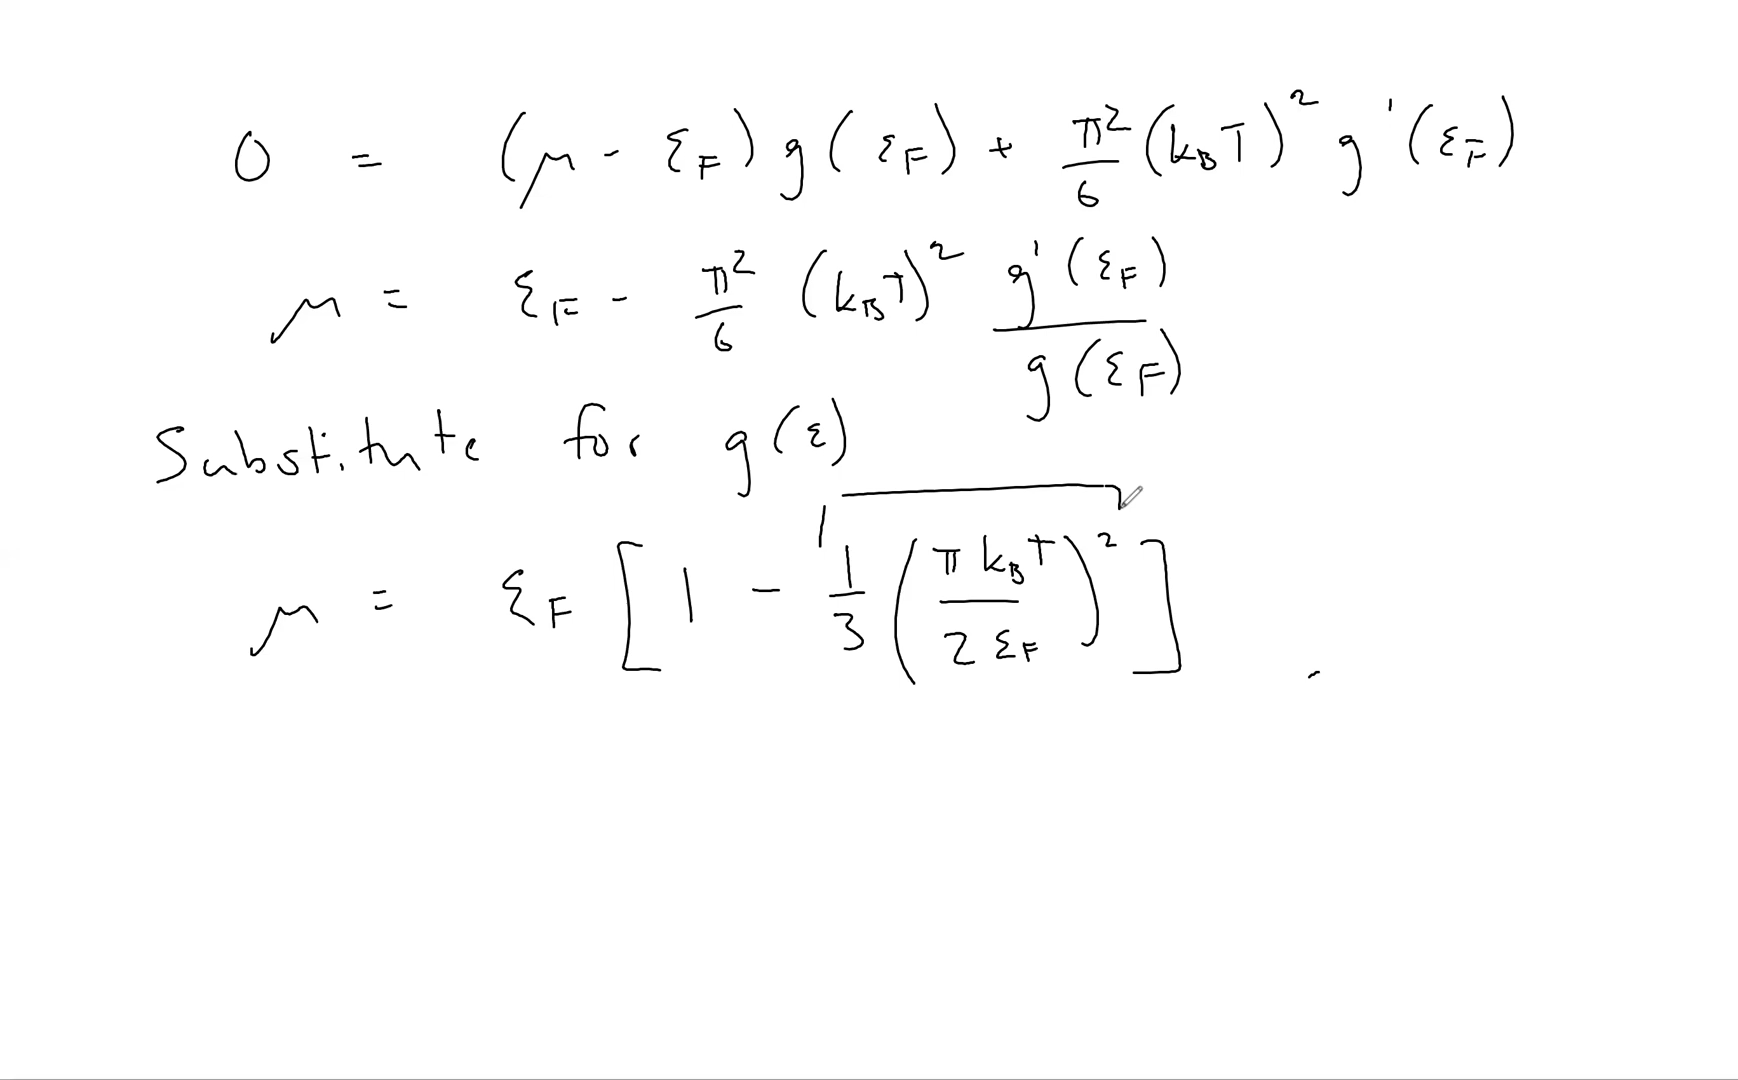 0 = (μ - ε_F) g(ε_F) + π²/6 (k_B T)² g'(ε_F)
μ = ε_F - π²/6 (k_B T)² g'(ε_F)/g(ε_F)
Substitute for g(ε)
μ = ε_F [1 - 1/3 (π k_B T / 2 ε_F)²]